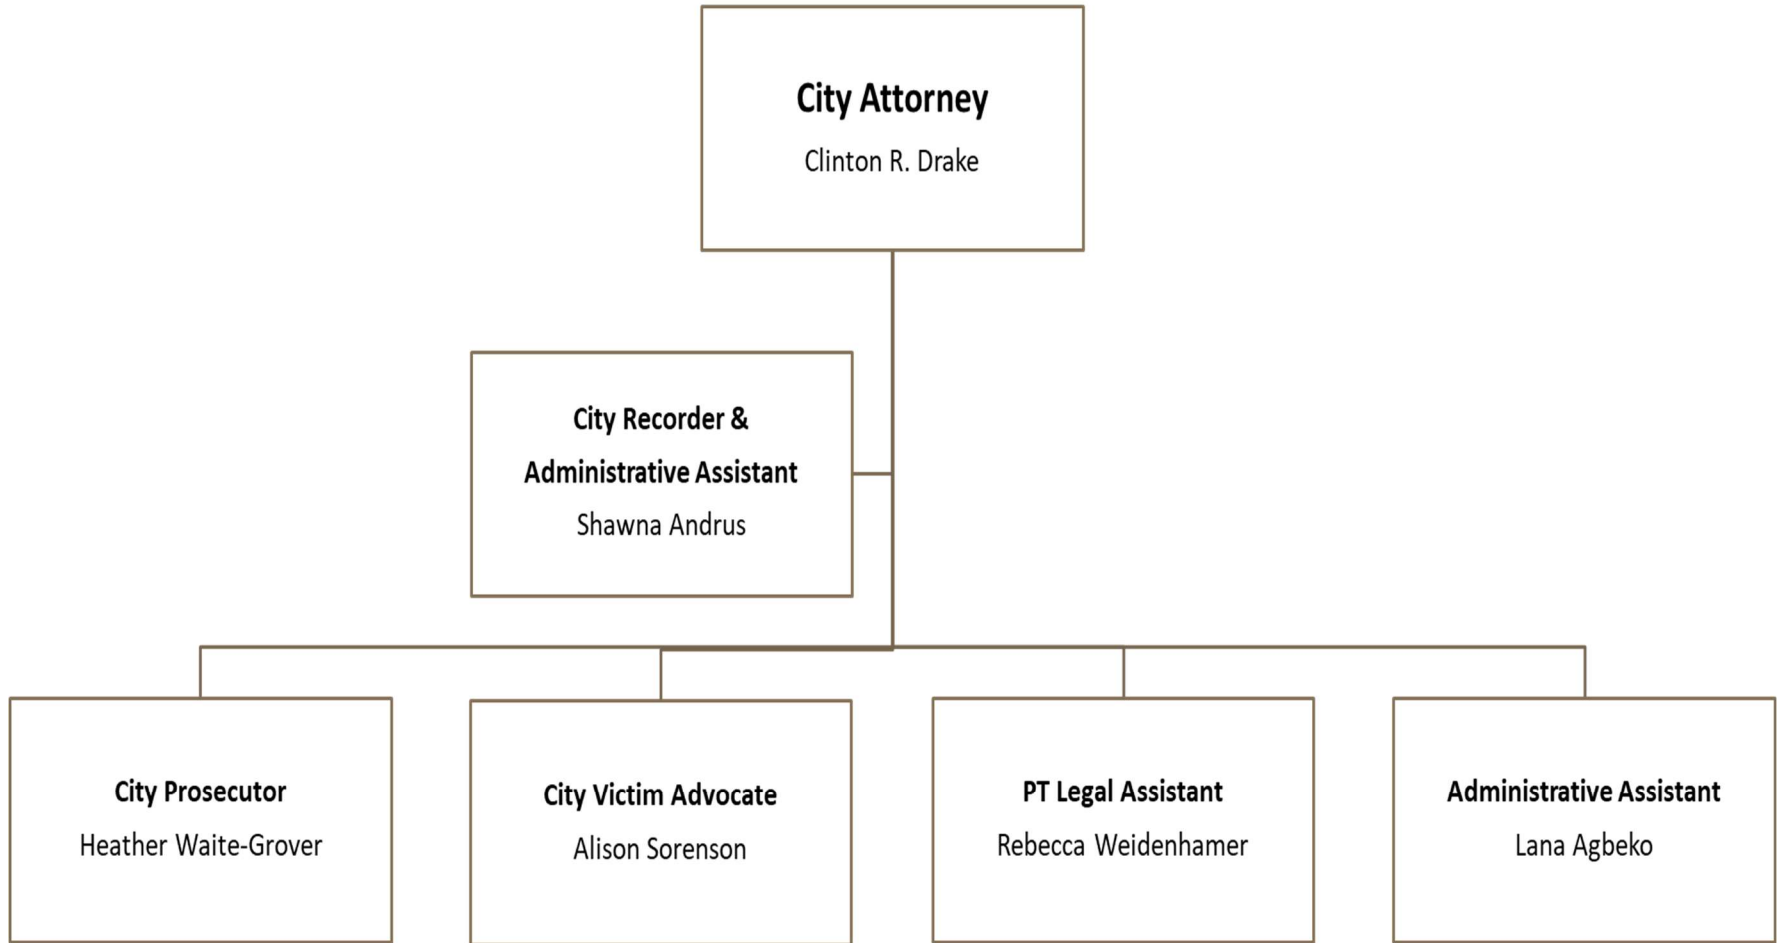 City Attorney
Clinton R. Drake
City Recorder &
Administrative Assistant
Shawna Andrus
City Prosecutor
Heather Waite-Grover
City Victim Advocate
Alison Sorenson
PT Legal Assistant
Rebecca Weidenhamer
Administrative Assistant
Lana Agbeko